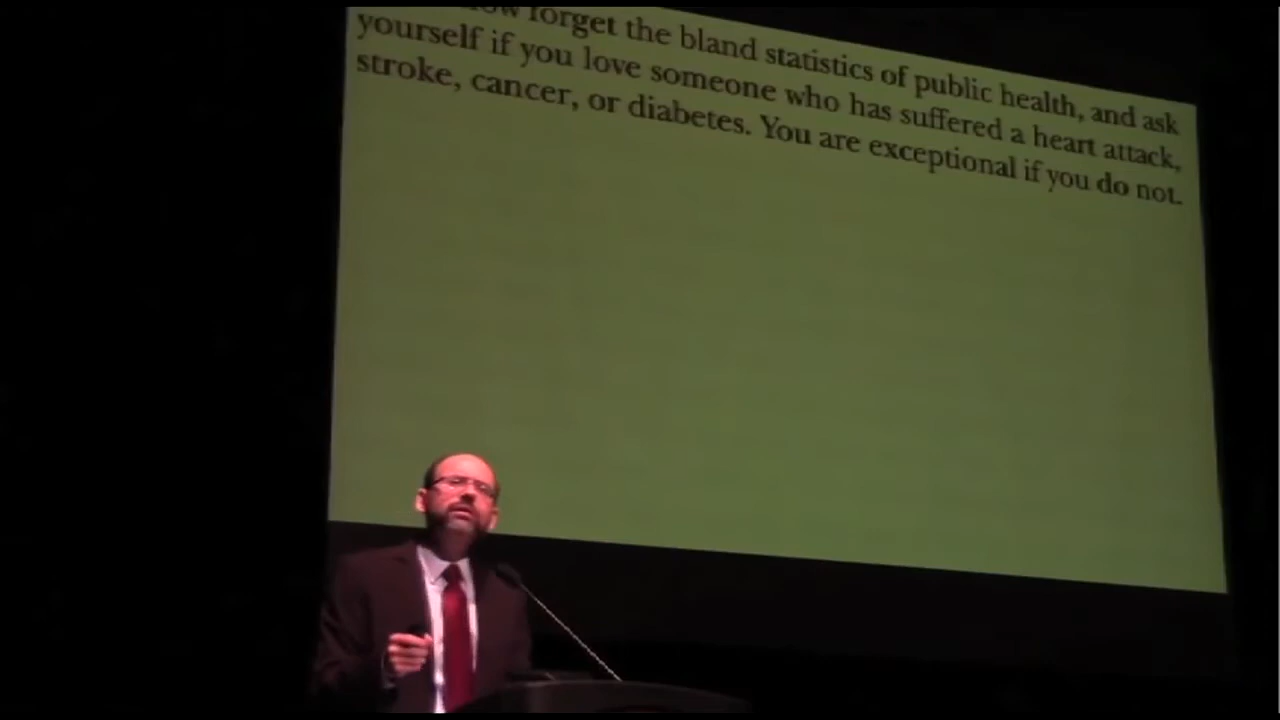 forget the bland statistics of public health, and ask
yourself if you love someone who has suffered a heart attack,
stroke, cancer, or diabetes. You are exceptional if you do not.